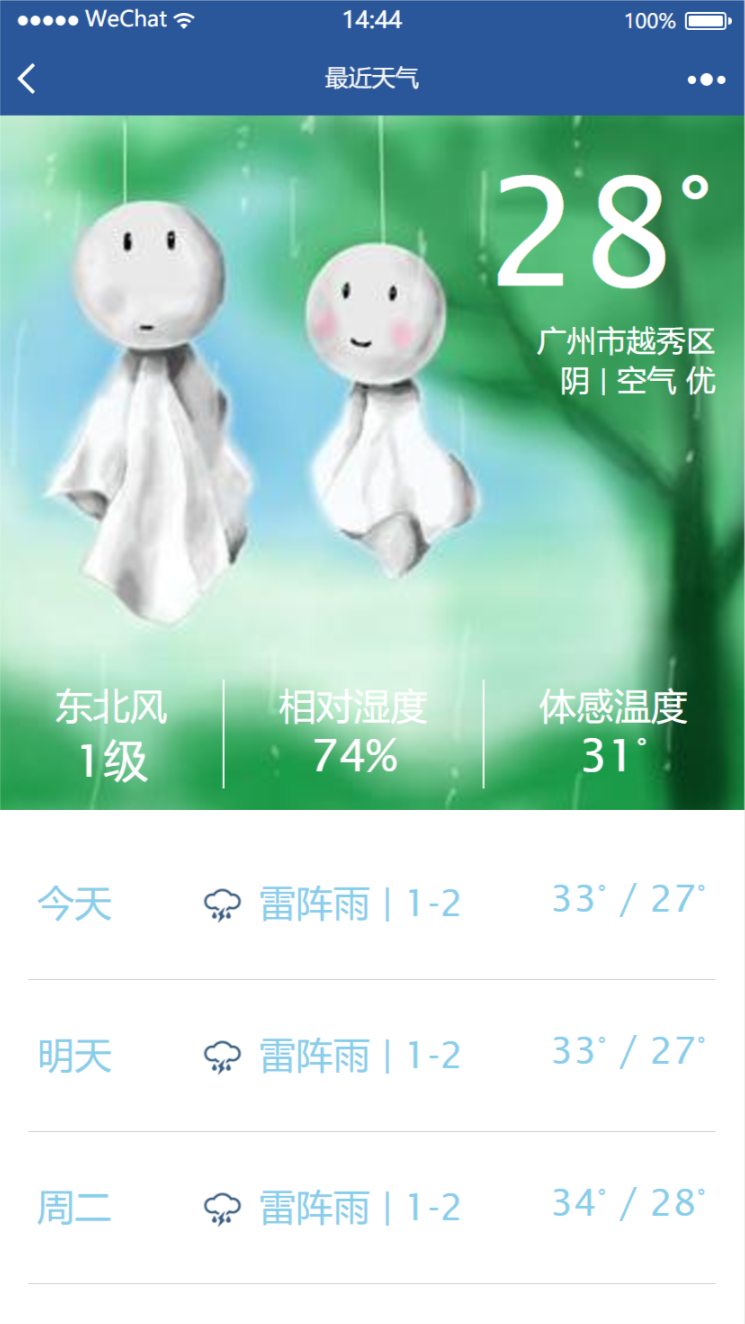 WeChat 14:44 100%
最近天气
28°
广州市越秀区
阴 | 空气 优
东北风 相对湿度 体感温度
1级 74% 31°
今天 雷阵雨 | 1-2 33° / 27°
明天 雷阵雨 | 1-2 33° / 27°
周二 雷阵雨 | 1-2 34° / 28°